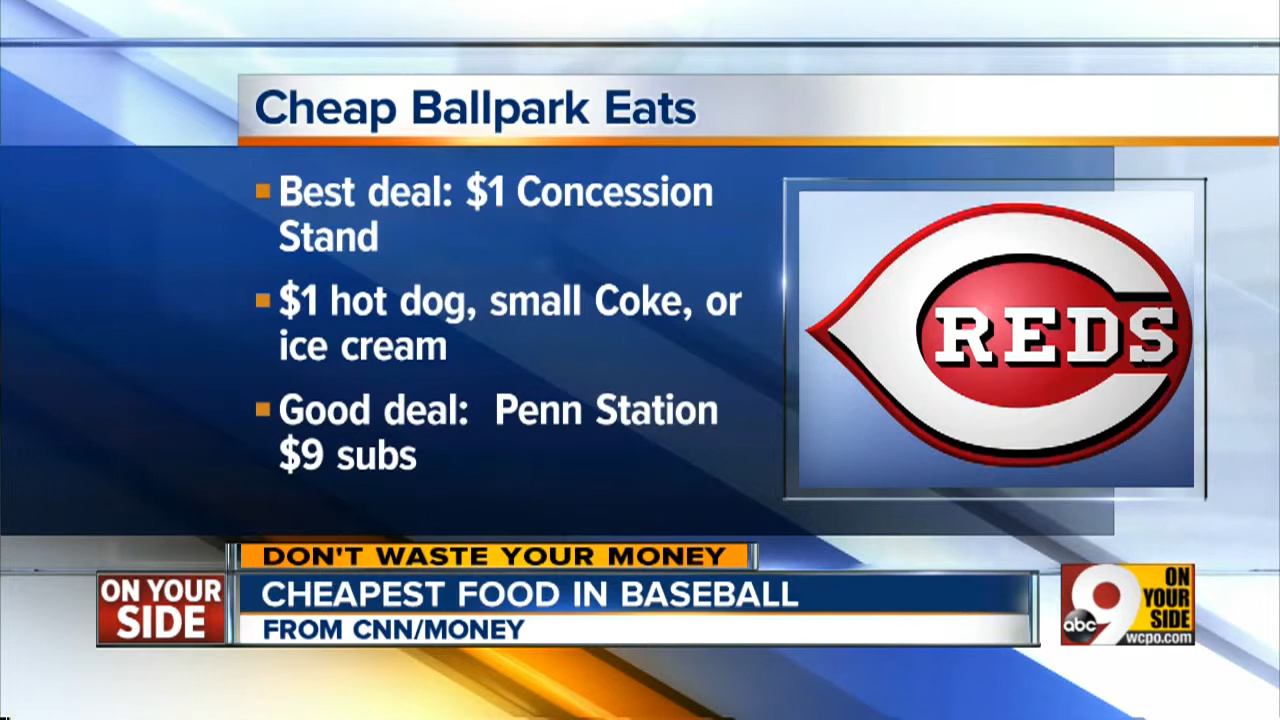 Cheap Ballpark Eats
Best deal: $1 Concession
Stand
$1 hot dog, small Coke, or
ice cream
Good deal: Penn Station
$9 subs
REDS
DON'T WASTE YOUR MONEY
ON YOUR
SIDE
CHEAPEST FOOD IN BASEBALL
FROM CNN/MONEY
abc
9
ON
YOUR
SIDE
wcpo.com